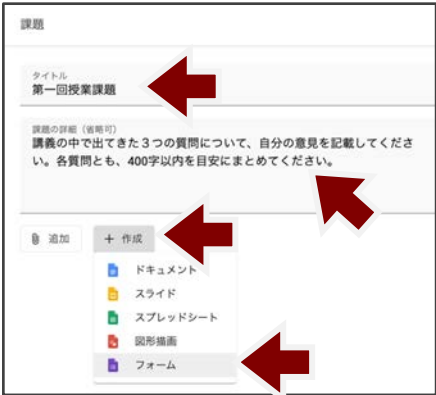 課題
タイトル
第一回授業課題
課題の詳細（省略可）
講義の中で出てきた３つの質問について、自分の意見を記載してくださ
い。各質問とも、400字以内を目安にまとめてください。
追加 + 作成
ドキュメント
スライド
スプレッドシート
図形描画
フォーム